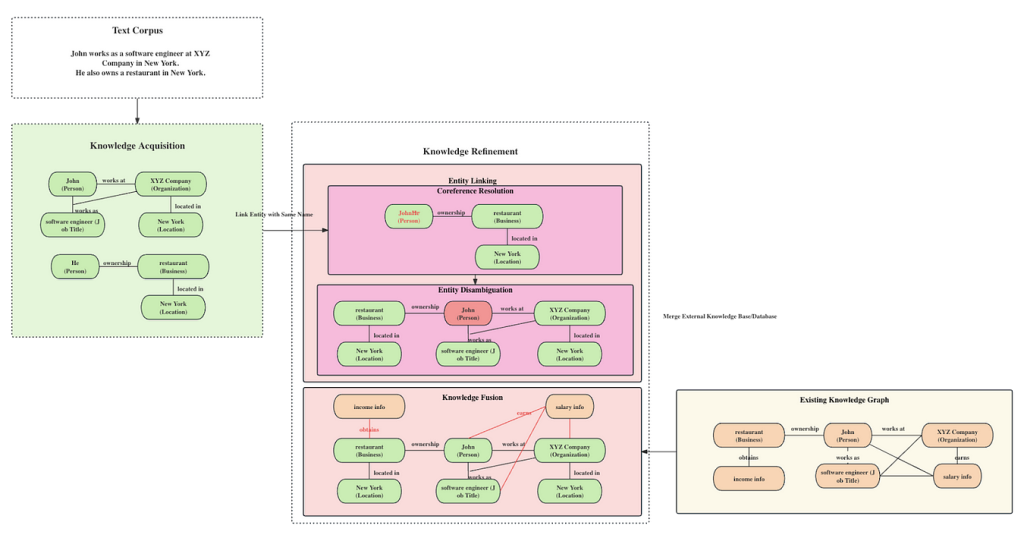 Text Corpus
John works as a software engineer at XYZ
Company in New York.
He also owns a restaurant in New York.
Knowledge Acquisition
John
(Person)
works at
XYZ Company
(Organization)
works as
located in
software engineer (J
ob Title)
New York
(Location)
He
(Person)
ownership
restaurant
(Business)
located in
New York
(Location)
Link Entity with Same Name
Knowledge Refinement
Entity Linking
Coreference Resolution
(Person)
ownership
restaurant
(Business)
located in
New York
(Location)
Entity Disambiguation
restaurant
(Business)
ownership
John
(Person)
works at
XYZ Company
(Organization)
located in
works as
located in
New York
(Location)
software engineer (J
ob Title)
New York
(Location)
Knowledge Fusion
income info
salary info
earns
obtains
restaurant
(Business)
ownership
John
(Person)
works at
XYZ Company
(Organization)
located in
works as
located in
New York
(Location)
software engineer (J
ob Title)
New York
(Location)
Merge External Knowledge Base/Database
Existing Knowledge Graph
restaurant
(Business)
ownership
John
(Person)
works at
XYZ Company
(Organization)
obtains
works as
earns
income info
software engineer (J
ob Title)
salary info